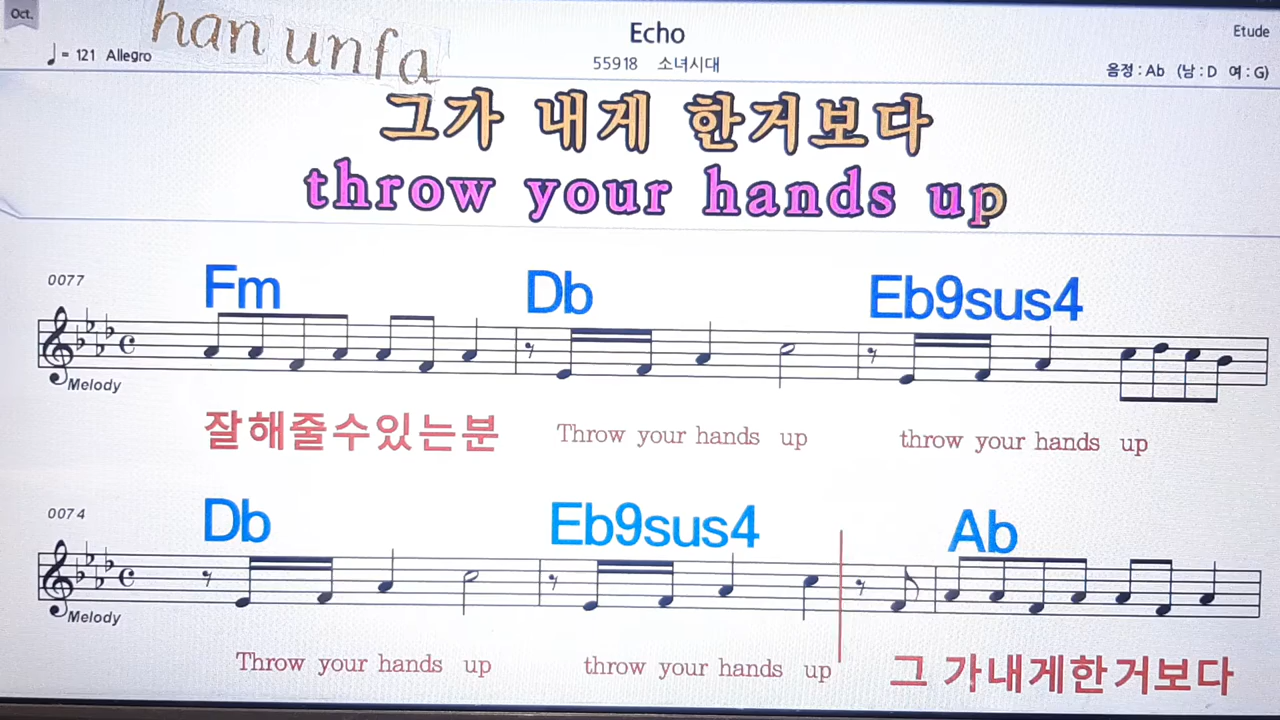 Oct.
han unfa
Echo
Etude
♩= 121 Allegro
55918 소녀시대
음정 : Ab (남 : D 여 : G)
그가 내게 한거보다
throw your hands up
0077
Fm Db Eb9sus4
Melody
잘해줄수있는분 Throw your hands up throw your hands up
0074
Db Eb9sus4 Ab
Melody
Throw your hands up throw your hands up 그 가내게한거보다